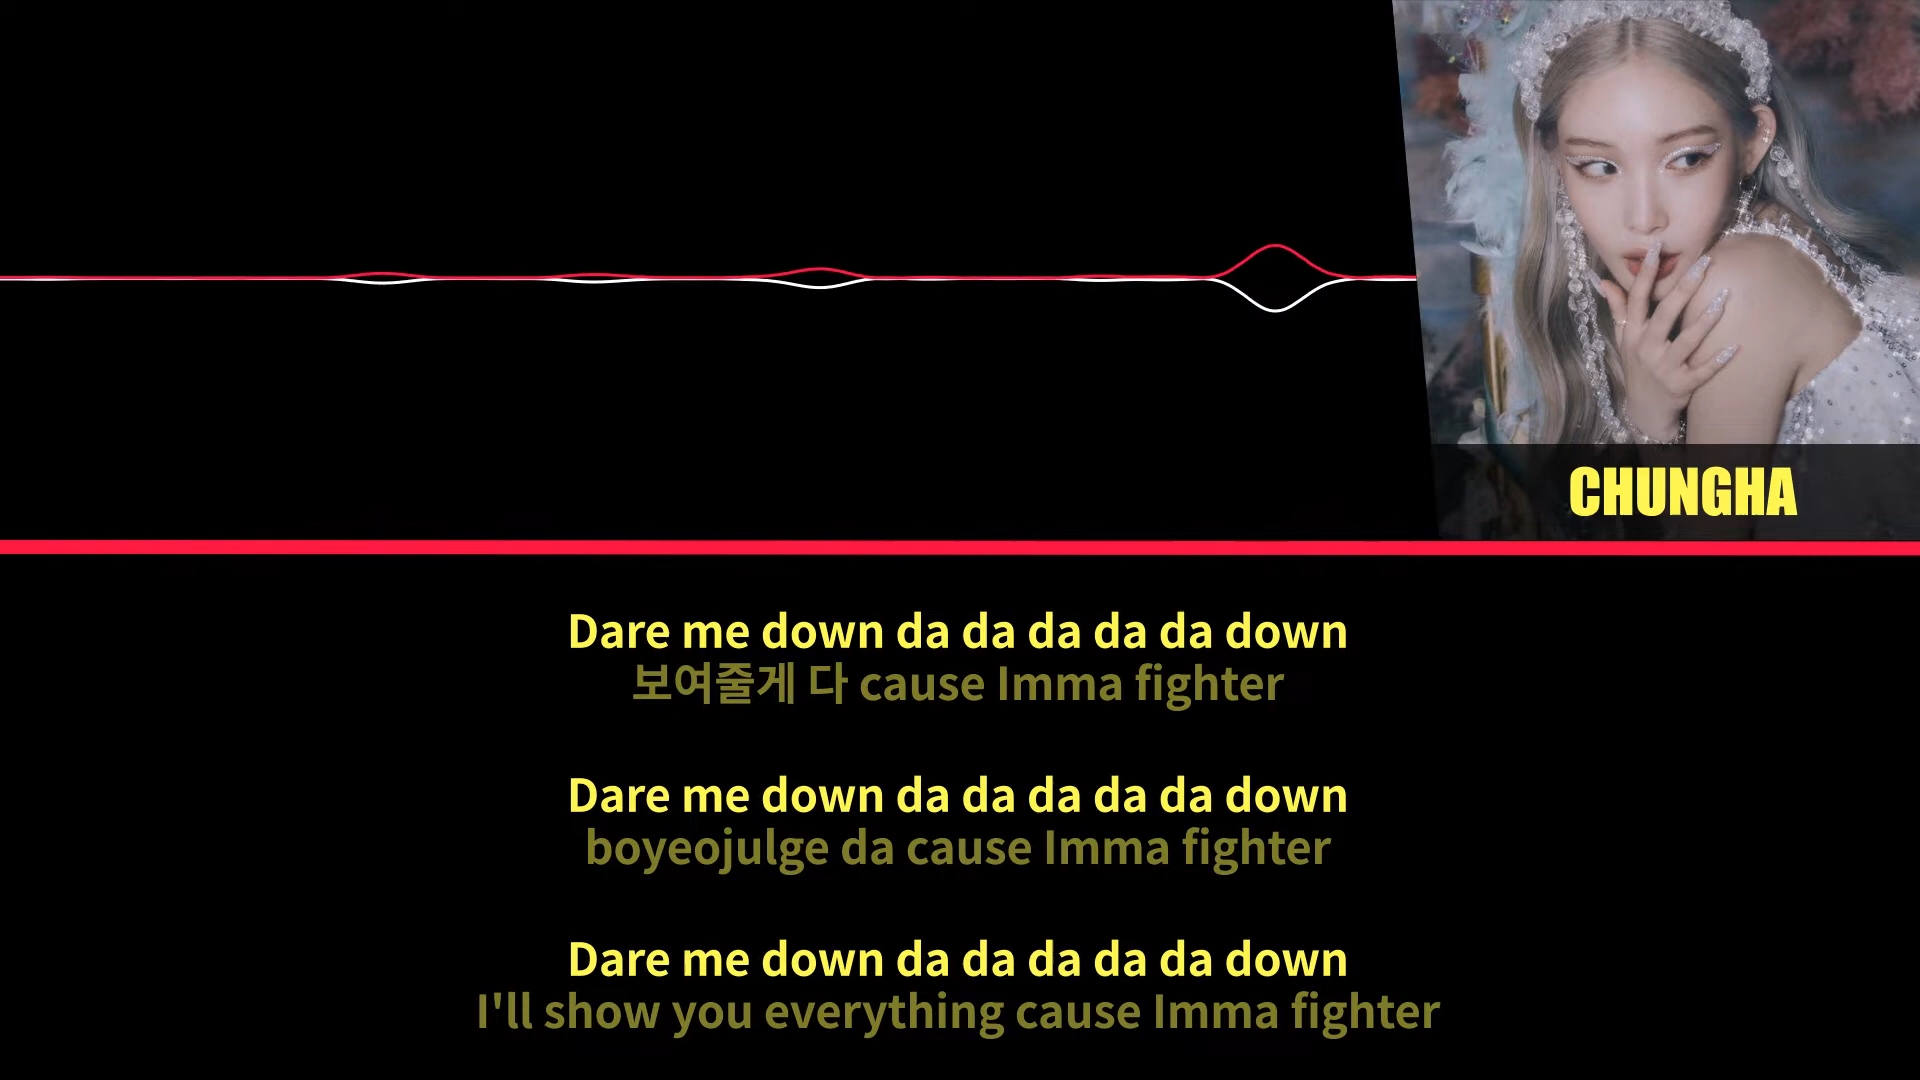 CHUNGHA
Dare me down da da da da da down
보여줄게 다 cause Imma fighter
Dare me down da da da da da down
boyeojulge da cause Imma fighter
Dare me down da da da da da down
I'll show you everything cause Imma fighter